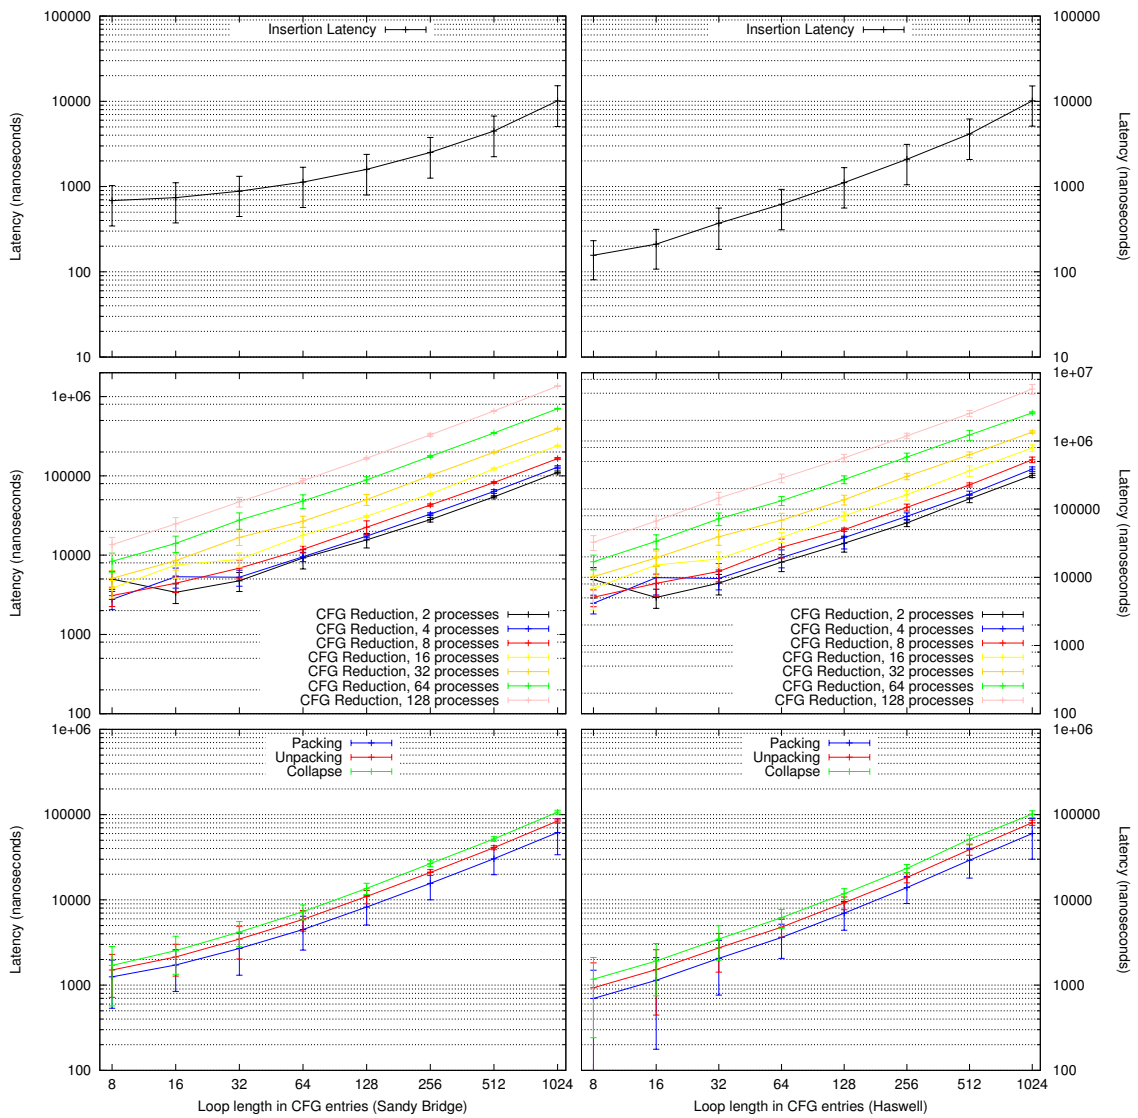 100000
10000
1000
100
10
Latency (nanoseconds)
Insertion Latency
Insertion Latency
100000
10000
1000
100
10
Latency (nanoseconds)
1e+06
100000
10000
1000
100
Latency (nanoseconds)
CFG Reduction, 2 processes
CFG Reduction, 4 processes
CFG Reduction, 8 processes
CFG Reduction, 16 processes
CFG Reduction, 32 processes
CFG Reduction, 64 processes
CFG Reduction, 128 processes
CFG Reduction, 2 processes
CFG Reduction, 4 processes
CFG Reduction, 8 processes
CFG Reduction, 16 processes
CFG Reduction, 32 processes
CFG Reduction, 64 processes
CFG Reduction, 128 processes
1e+07
1e+06
100000
10000
1000
100
Latency (nanoseconds)
1e+06
100000
10000
1000
100
Latency (nanoseconds)
Packing
Unpacking
Collapse
8 16 32 64 128 256 512 1024
Loop length in CFG entries (Sandy Bridge)
Packing
Unpacking
Collapse
1e+06
100000
10000
1000
100
Latency (nanoseconds)
8 16 32 64 128 256 512 1024
Loop length in CFG entries (Haswell)